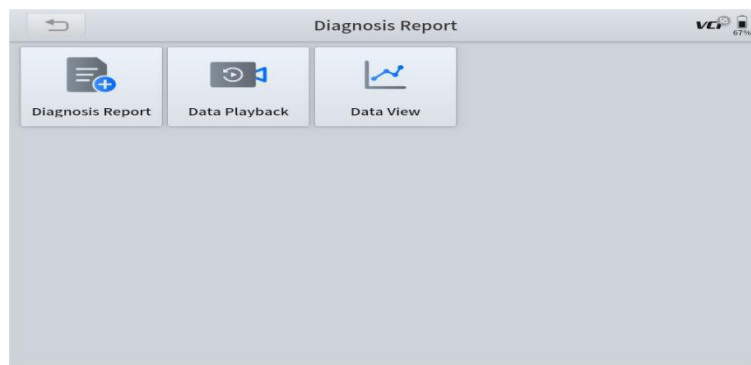 Diagnosis Report
VCI
67%
Diagnosis Report
Data Playback
Data View